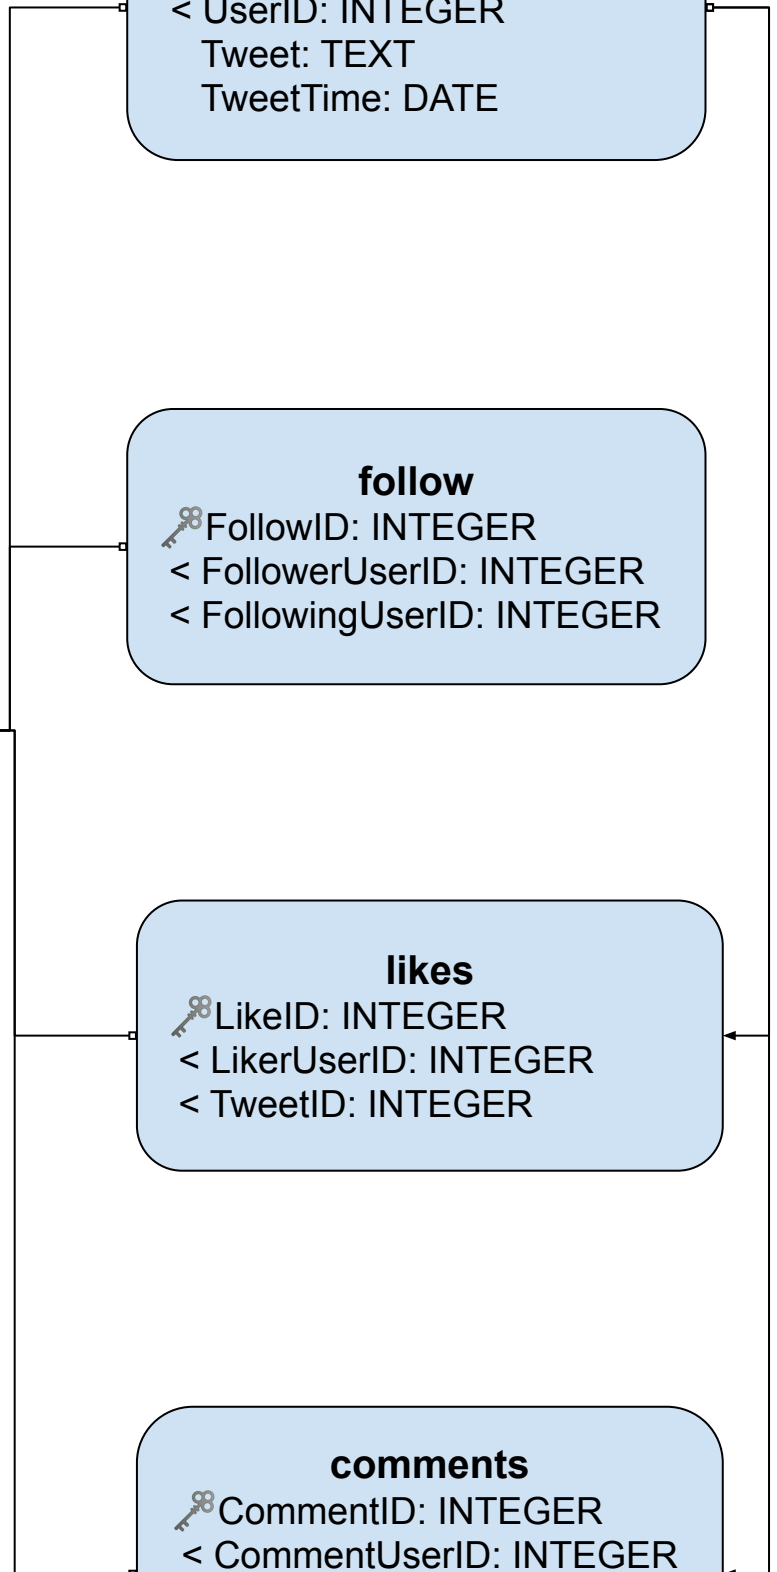 < UserID: INTEGER
Tweet: TEXT
TweetTime: DATE
follow
FollowID: INTEGER
< FollowerUserID: INTEGER
< FollowingUserID: INTEGER
likes
LikeID: INTEGER
< LikerUserID: INTEGER
< TweetID: INTEGER
comments
CommentID: INTEGER
< CommentUserID: INTEGER